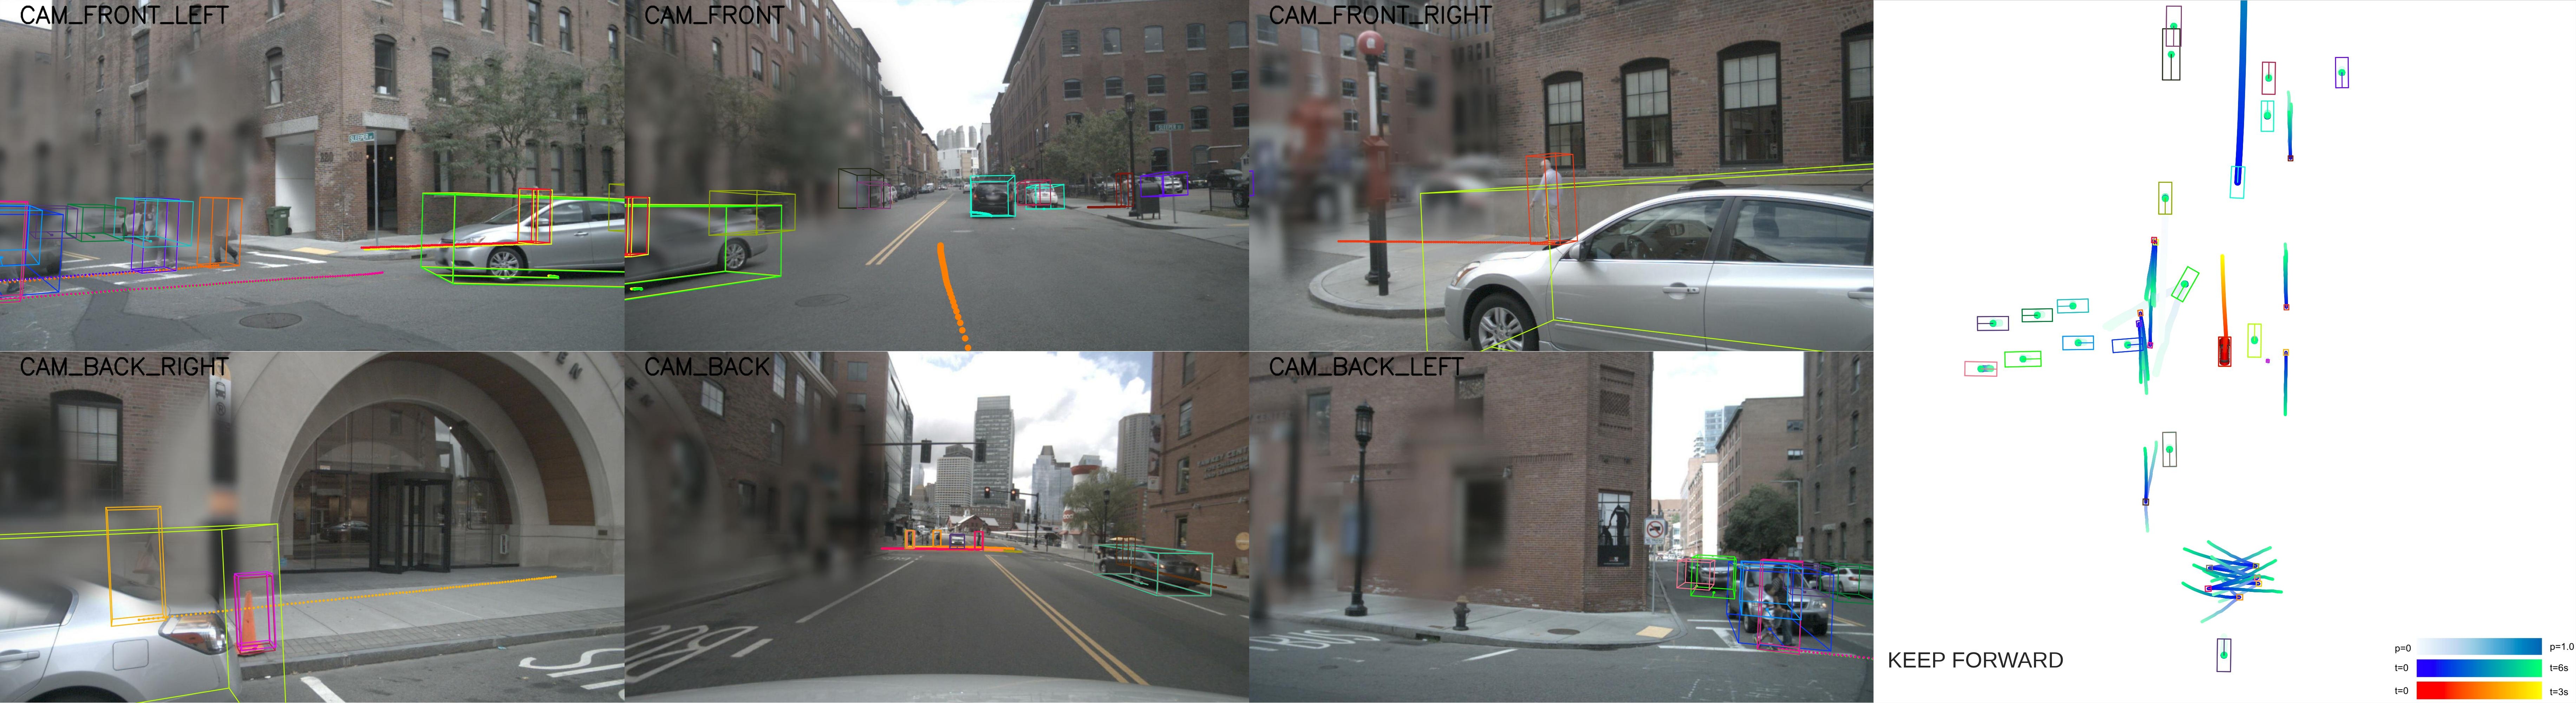 CAM_FRONT_LEFT
CAM_FRONT
CAM_FRONT_RIGHT
CAM_BACK_RIGHT
CAM_BACK
CAM_BACK_LEFT
KEEP FORWARD
p=0
p=1.0
t=0
t=6s
t=0
t=3s